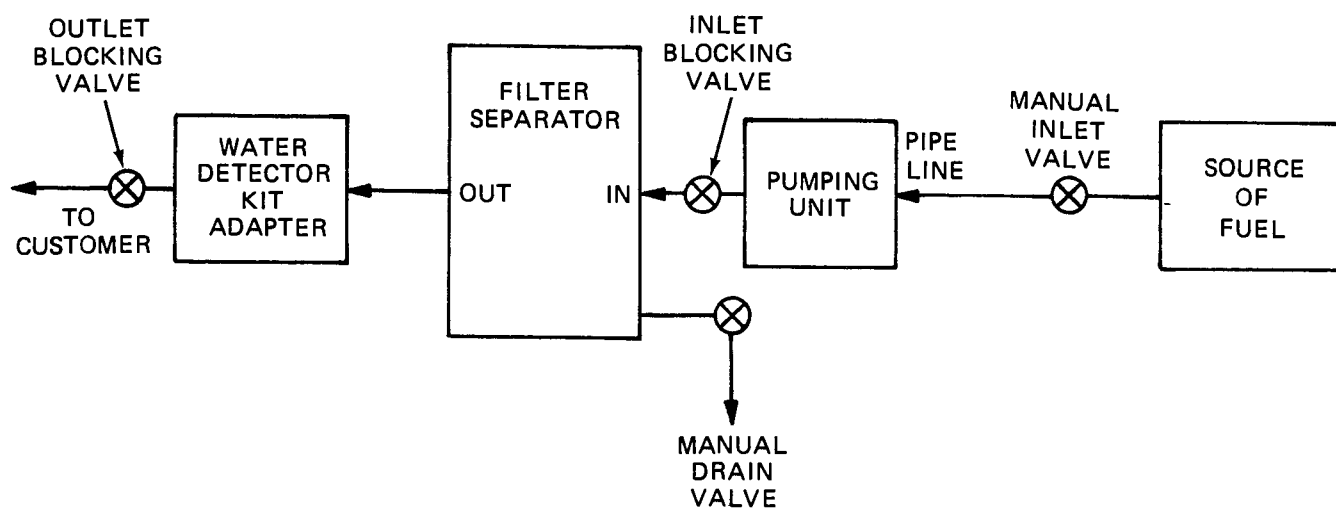 OUTLET
BLOCKING
VALVE
INLET
BLOCKING
VALVE
FILTER
SEPARATOR
MANUAL
INLET
VALVE
WATER
DETECTOR
KIT
ADAPTER
OUT
IN
PUMPING
UNIT
PIPE
LINE
SOURCE
OF
FUEL
TO
CUSTOMER
MANUAL
DRAIN
VALVE